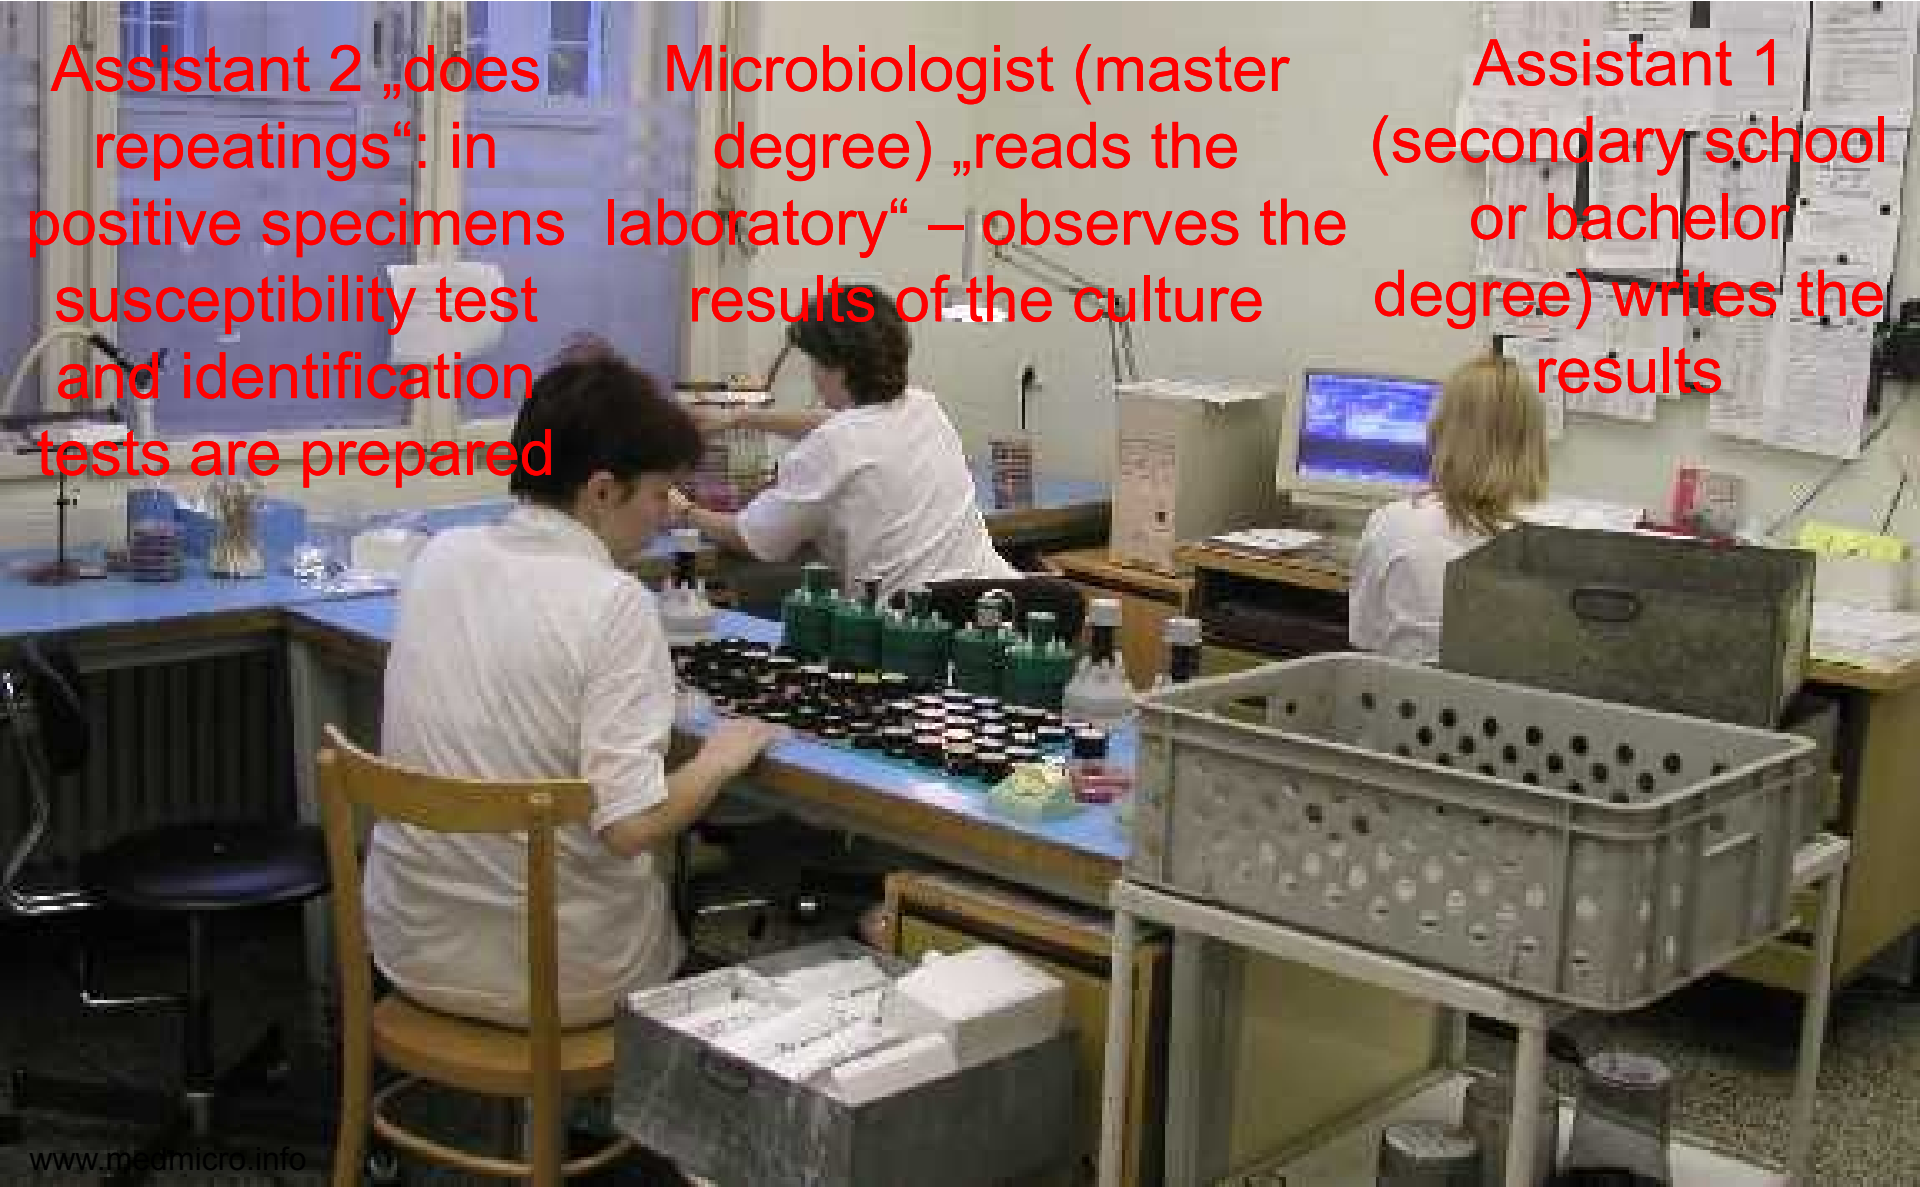 Assistant 2 „does
repeatings“: in
positive specimens
susceptibility test
and identification
tests are prepared
Microbiologist (master
degree) „reads the
laboratory“ – observes the
results of the culture
Assistant 1
(secondary school
or bachelor
degree) writes the
results
www.medmicro.info